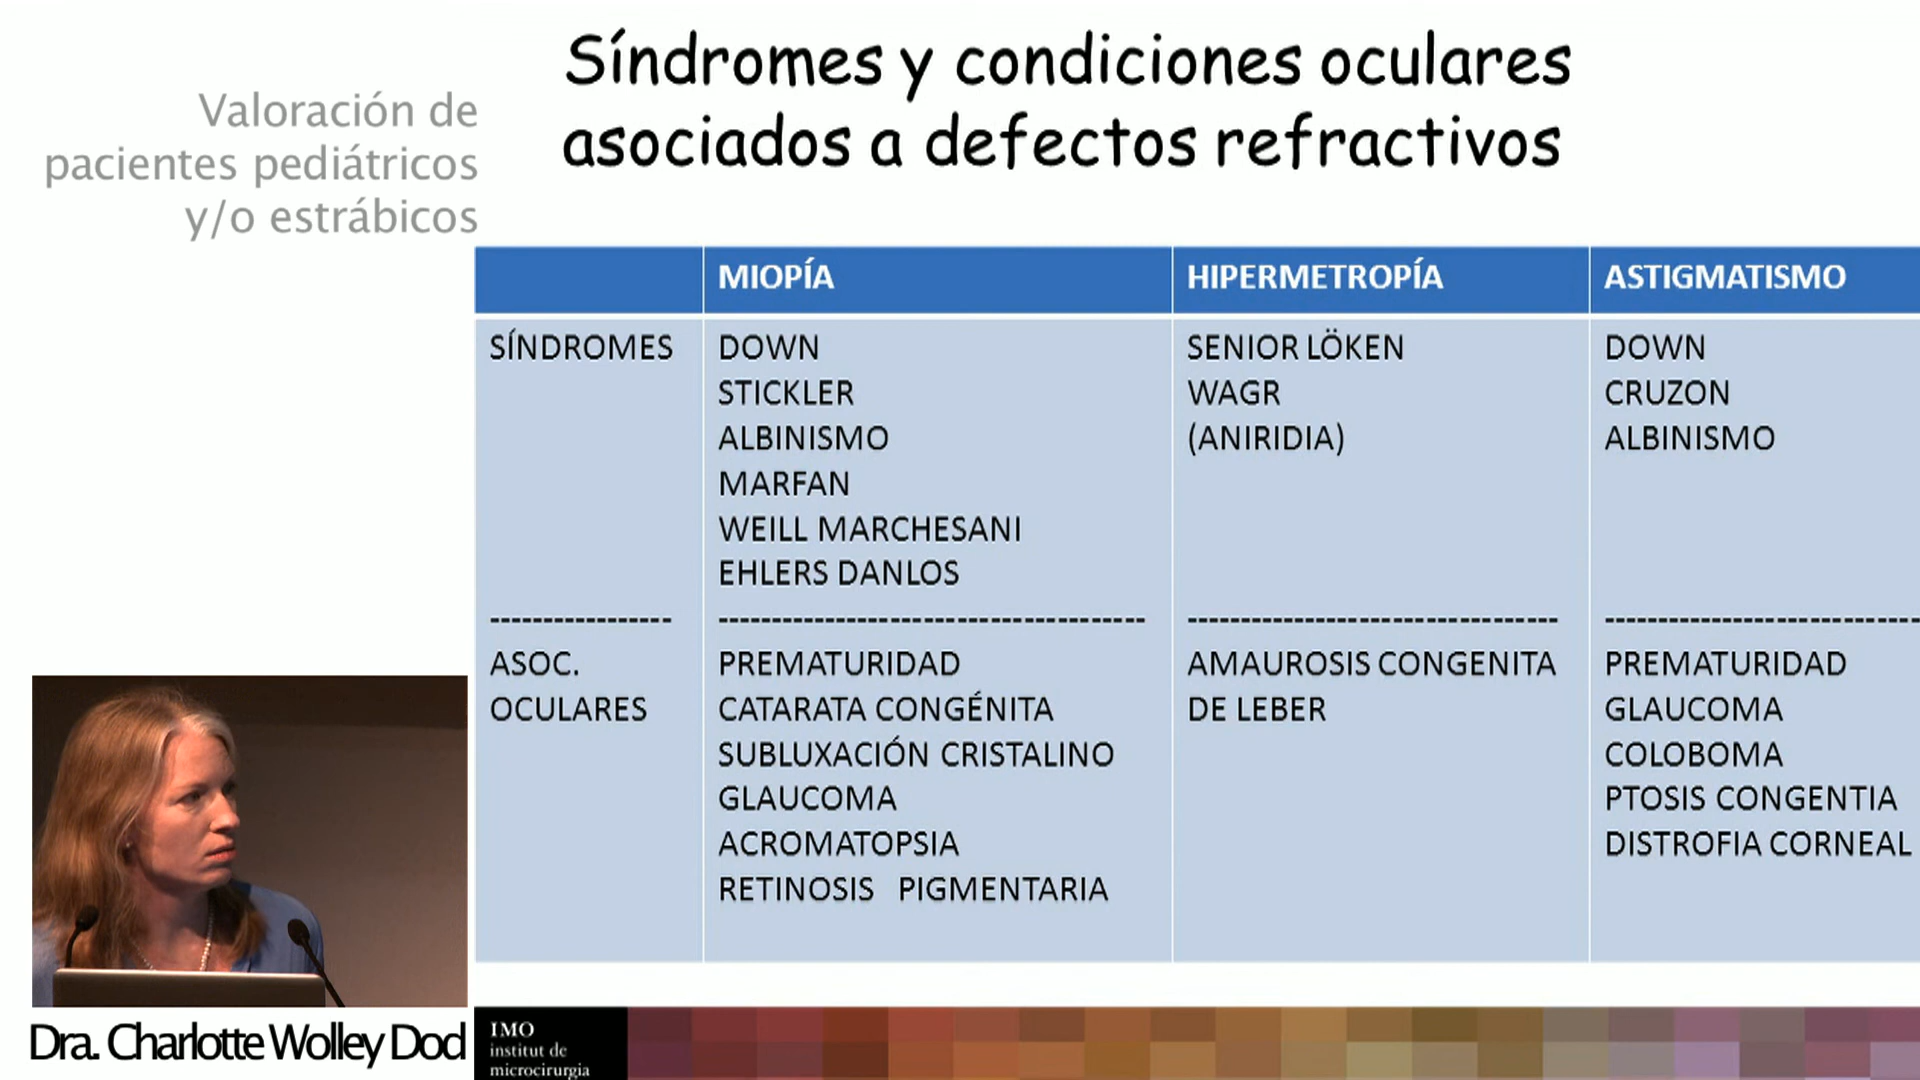 Valoración de
pacientes pediátricos
y/o estrábicos
Síndromes y condiciones oculares
asociados a defectos refractivos
MIOPÍA
HIPERMETROPÍA
ASTIGMATISMO
SÍNDROMES
DOWN
STICKLER
ALBINISMO
MARFAN
WEILL MARCHESANI
EHLERS DANLOS
SENIOR LÖKEN
WAGR
(ANIRIDIA)
DOWN
CRUZON
ALBINISMO
ASOC.
OCULARES
PREMATURIDAD
CATARATA CONGÉNITA
SUBLUXACIÓN CRISTALINO
GLAUCOMA
ACROMATOPSIA
RETINOSIS PIGMENTARIA
AMAUROSIS CONGENITA
DE LEBER
PREMATURIDAD
GLAUCOMA
COLOBOMA
PTOSIS CONGENTIA
DISTROFIA CORNEAL
Dra. Charlotte Wolley Dod
IMO
institut de
microcirurgia